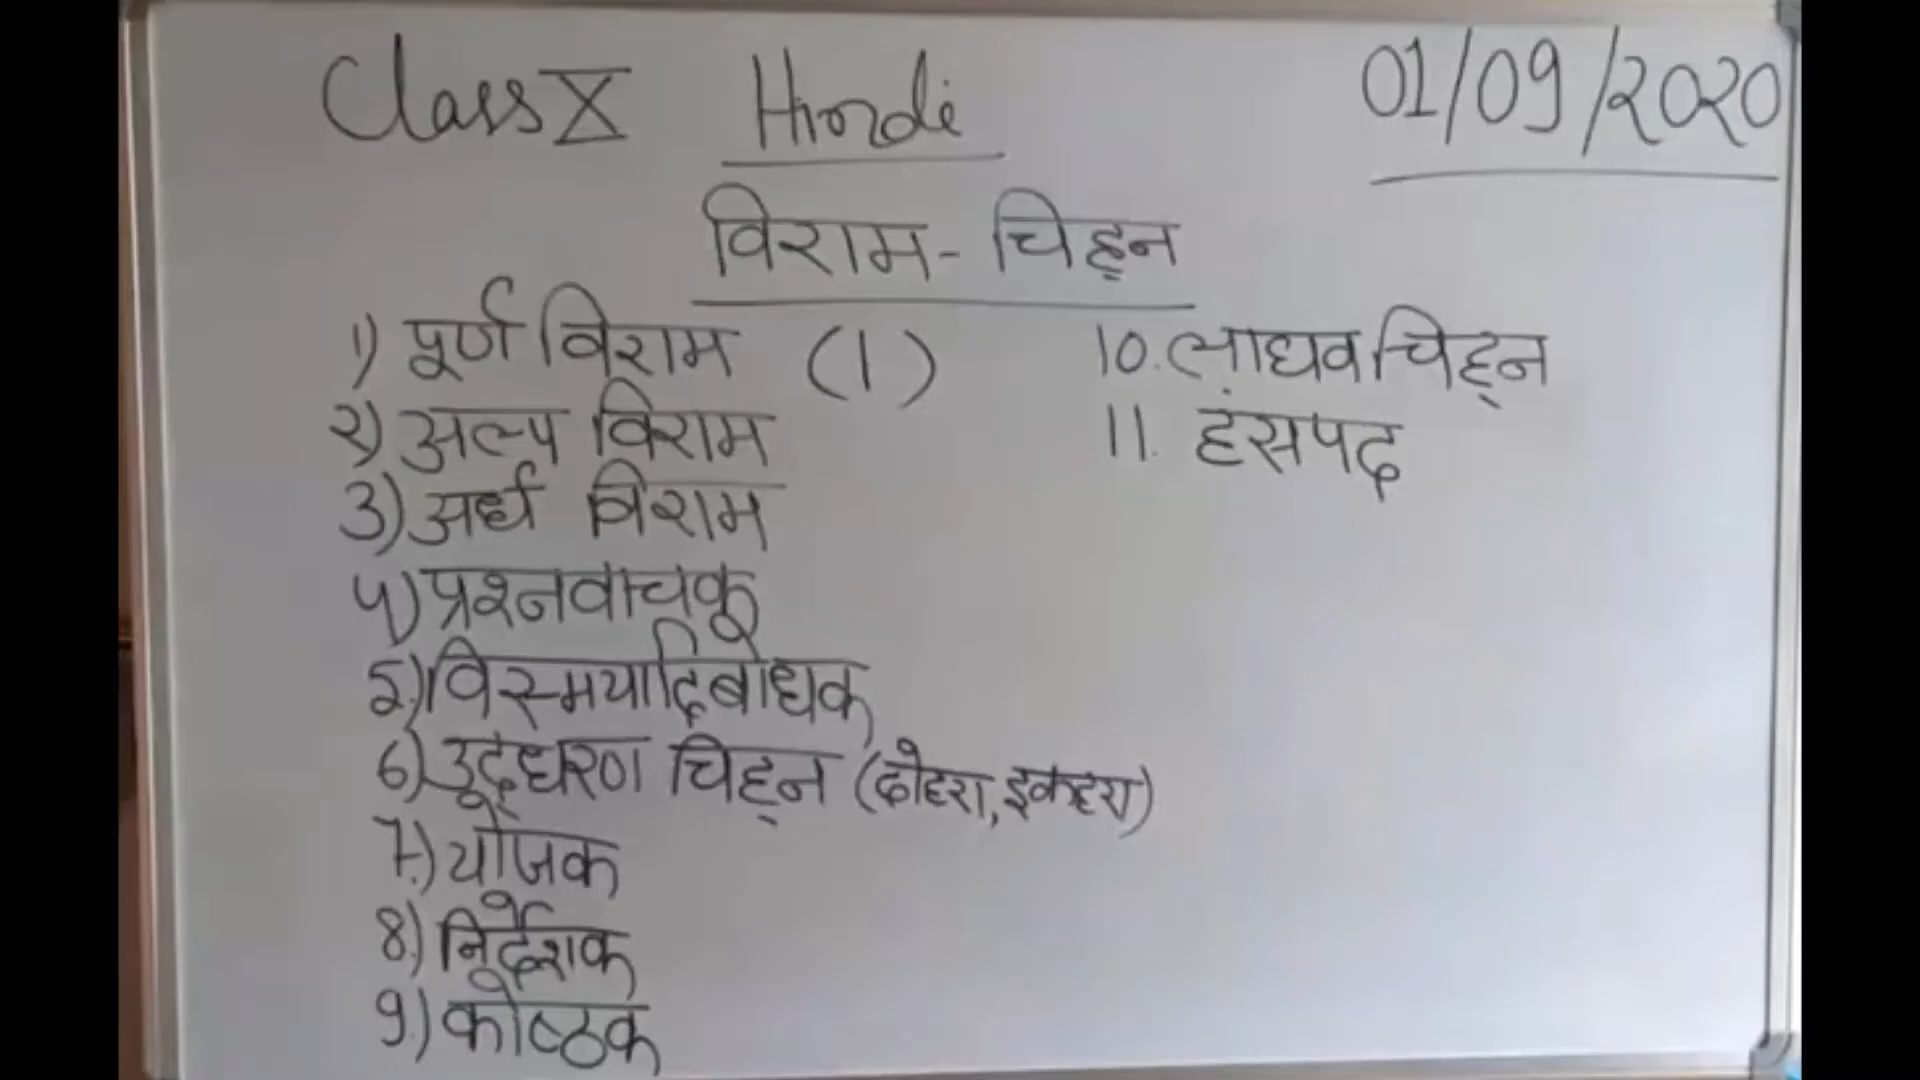 Class X Hindi 01/09/2020
विराम - चिह्न
1) पूर्ण विराम (।)
2) अल्प विराम
3) अर्ध विराम
4) प्रश्नवाचक
5) विस्मयादिबोधक
6) उद्धरण चिह्न (दोहरा, इकहरा)
7.) योजक
8.) निर्देशक
9.) कोष्ठक
10. लाघव चिह्न
11. हंसपद